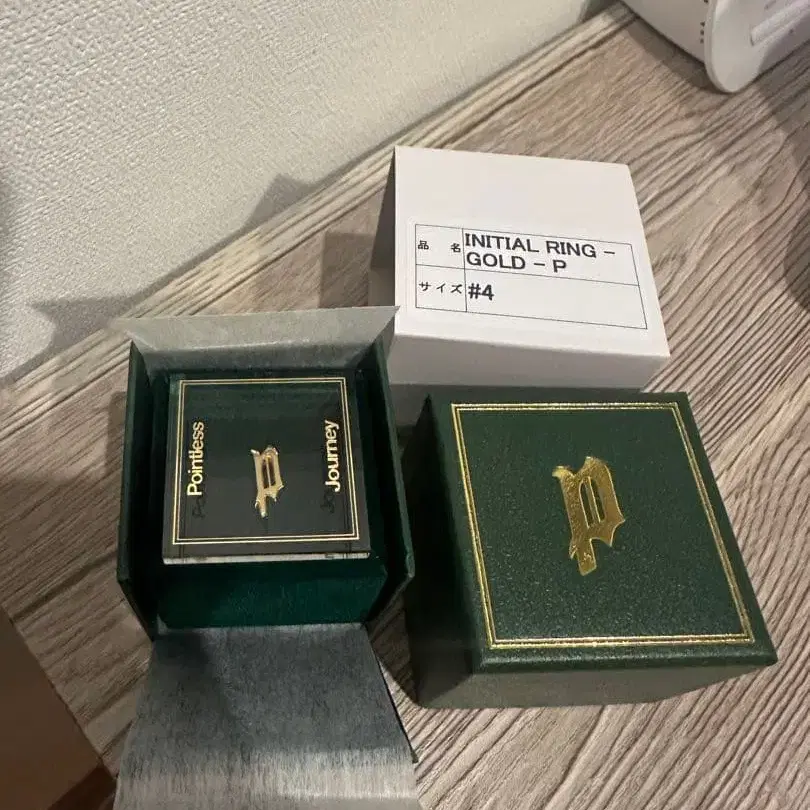 品 名 INITIAL RING -
GOLD - P
サイズ #4
Pointless
Journey
P
P